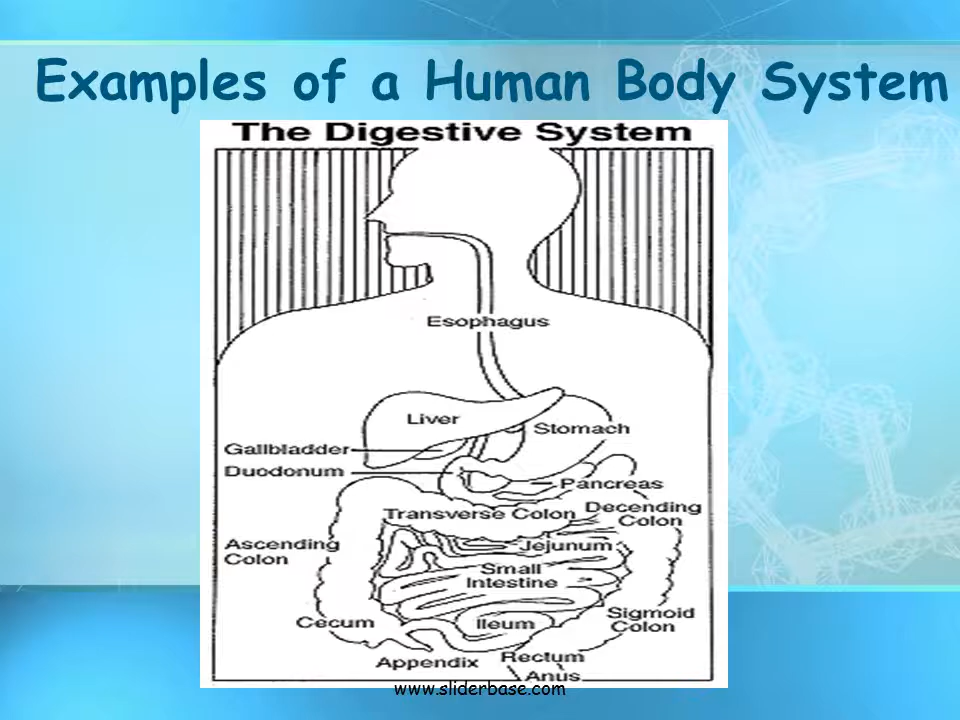 Examples of a Human Body System
The Digestive System
Esophagus
Liver
Stomach
Gallbladder
Duodonum
Pancreas
Transverse Colon
Decending
Colon
Ascending
Colon
Jejunum
Small
Intestine
Cecum
Ileum
Sigmoid
Colon
Appendix
Rectum
Anus
www.sliderbase.com